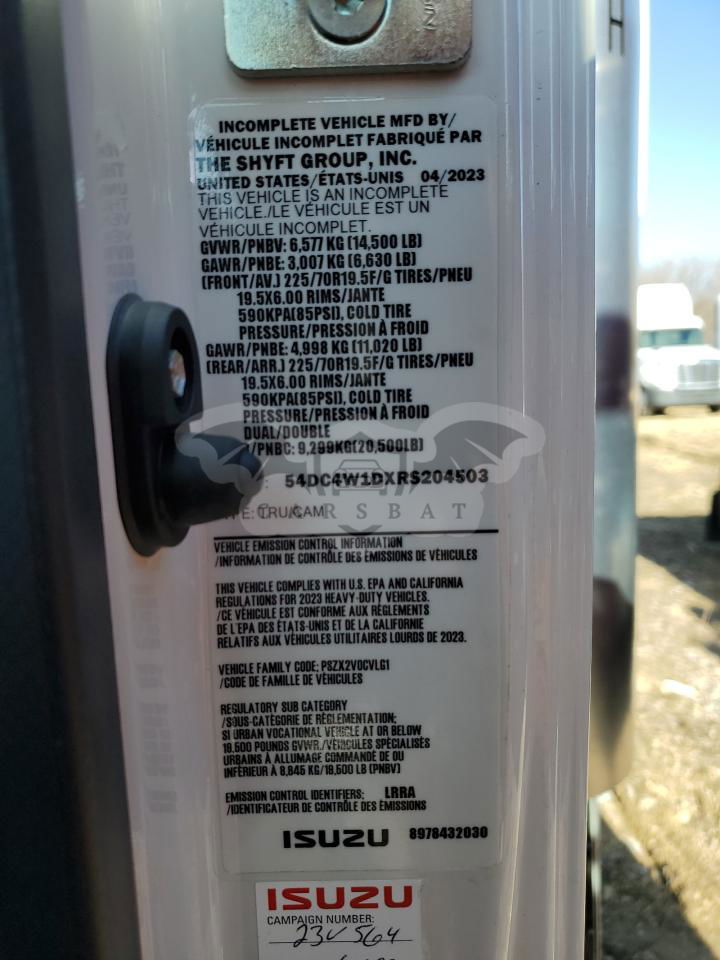 INCOMPLETE VEHICLE MFD BY/
VÉHICULE INCOMPLET FABRIQUÉ PAR
THE SHYFT GROUP, INC.
UNITED STATES/ÉTATS-UNIS 04/2023
THIS VEHICLE IS AN INCOMPLETE
VEHICLE./LE VÉHICULE EST UN
VÉHICULE INCOMPLET.
GVWR/PNBV: 6,577 KG (14,500 LB)
GAWR/PNBE: 3,007 KG (6,630 LB)
(FRONT/AV.) 225/70R19.5F/G TIRES/PNEU
19.5X6.00 RIMS/JANTE
590KPA(85PSI), COLD TIRE
PRESSURE/PRESSION À FROID
GAWR/PNBE: 4,998 KG (11,020 LB)
(REAR/ARR.) 225/70R19.5F/G TIRES/PNEU
19.5X6.00 RIMS/JANTE
590KPA(85PSI), COLD TIRE
PRESSURE/PRESSION À FROID
DUAL/DOUBLE
/PNBC: 9,299KG(20,500LB)
: 54DC4W1DXRS204503
PE: TRU/CAM
CARSBAT
VEHICLE EMISSION CONTROL INFORMATION
/INFORMATION DE CONTRÔLE DES ÉMISSIONS DE VÉHICULES
THIS VEHICLE COMPLIES WITH U.S. EPA AND CALIFORNIA
REGULATIONS FOR 2023 HEAVY-DUTY VEHICLES.
/CE VÉHICULE EST CONFORME AUX RÈGLEMENTS
DE L'EPA DES ÉTATS-UNIS ET DE LA CALIFORNIE
RELATIFS AUX VÉHICULES UTILITAIRES LOURDS DE 2023.
VEHICLE FAMILY CODE; PSZX2VOCVLG1
/CODE DE FAMILLE DE VÉHICULES
REGULATORY SUB CATEGORY
/SOUS-CATÉGORIE DE RÉGLEMENTATION;
SI URBAN VOCATIONAL VEHICLE AT OR BELOW
19,500 POUNDS GVWR./VÉHICULES SPÉCIALISÉS
URBAINS À ALLUMAGE COMMANDÉ DE OU
INFÉRIEUR À 8,845 KG/19,500 LB (PNBV)
EMISSION CONTROL IDENTIFIERS; LRRA
/IDENTIFICATEUR DE CONTRÔLE DES ÉMISSIONS
ISUZU 8978432030
ISUZU
CAMPAIGN NUMBER:
23V564